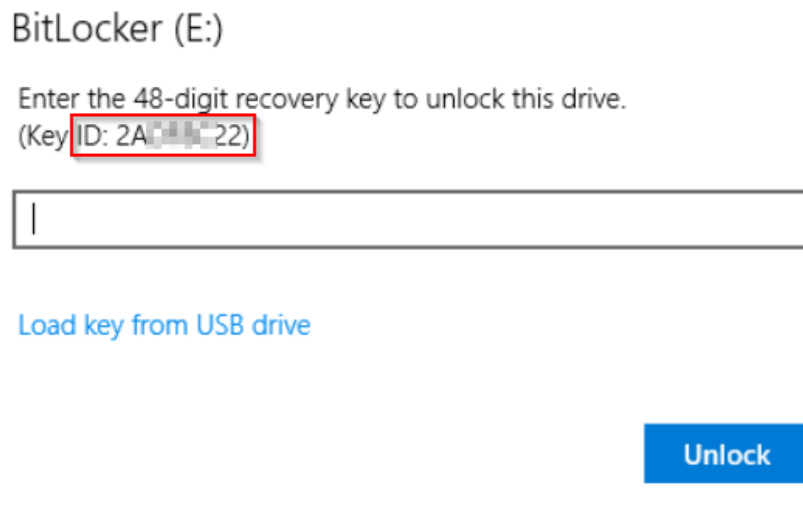 BitLocker (E:)
Enter the 48-digit recovery key to unlock this drive.
(Key ID: 2A 22)
Load key from USB drive
Unlock